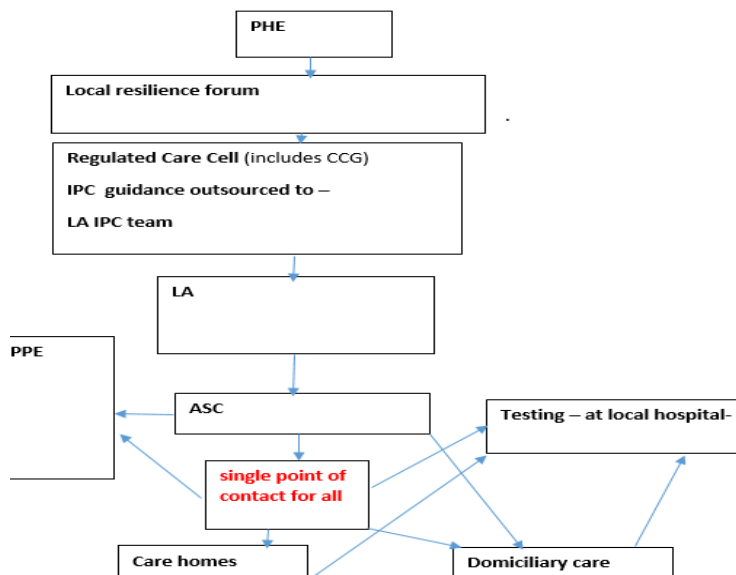 PHE
Local resilience forum
.
Regulated Care Cell (includes CCG)
IPC guidance outsourced to –
LA IPC team
LA
PPE
ASC
Testing – at local hospital-
single point of
contact for all
Care homes
Domiciliary care